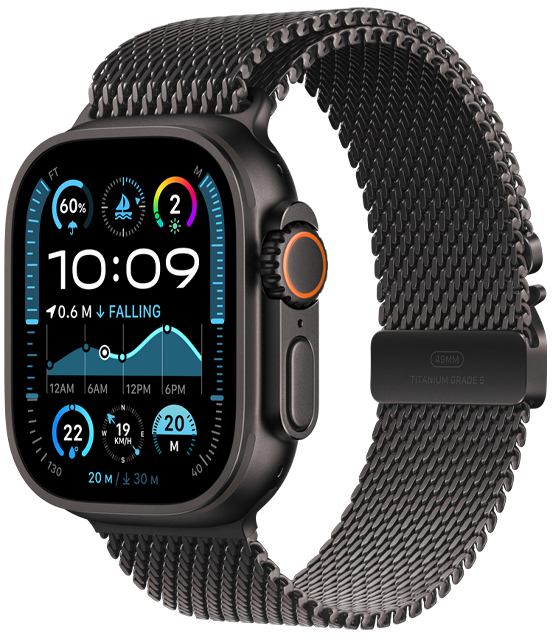 FT M
60% 2
10:09
0.6 M ↓ FALLING
12AM 6AM 12PM 6PM
N
22 W 19 E 20
KM/H M
S
130 40
20 M / ↓ 30 M
49MM
TITANIUM GRADE 5